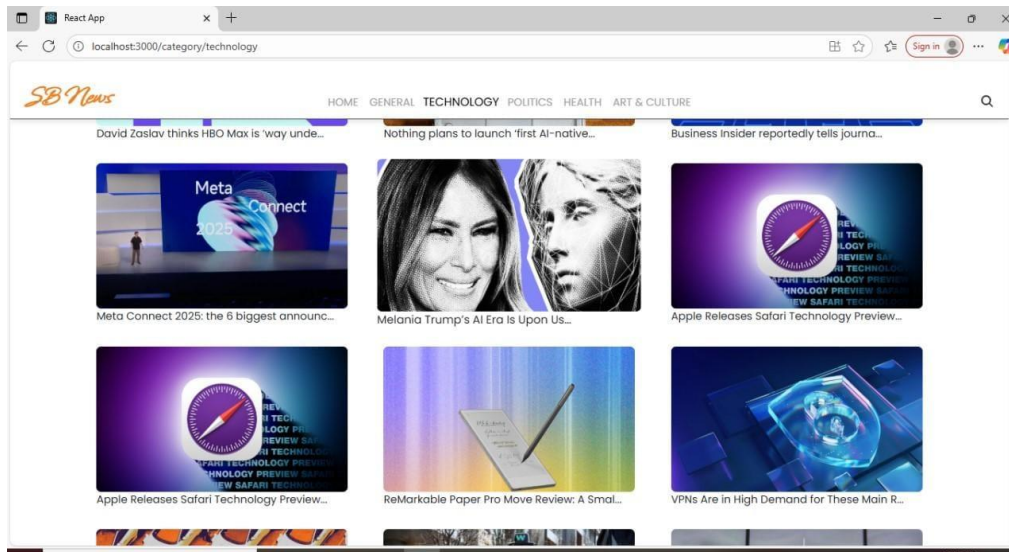 React App
localhost:3000/category/technology
Sign in
SB News
HOME GENERAL TECHNOLOGY POLITICS HEALTH ART & CULTURE
David Zaslav thinks HBO Max is ‘way unde...
Nothing plans to launch ‘first AI-native...
Business Insider reportedly tells journa...
Meta
Connect
2025
Meta Connect 2025: the 6 biggest announc...
Melania Trump's AI Era Is Upon Us...
Apple Releases Safari Technology Preview...
Apple Releases Safari Technology Preview...
ReMarkable Paper Pro Move Review: A Smal...
VPNs Are in High Demand for These Main R...